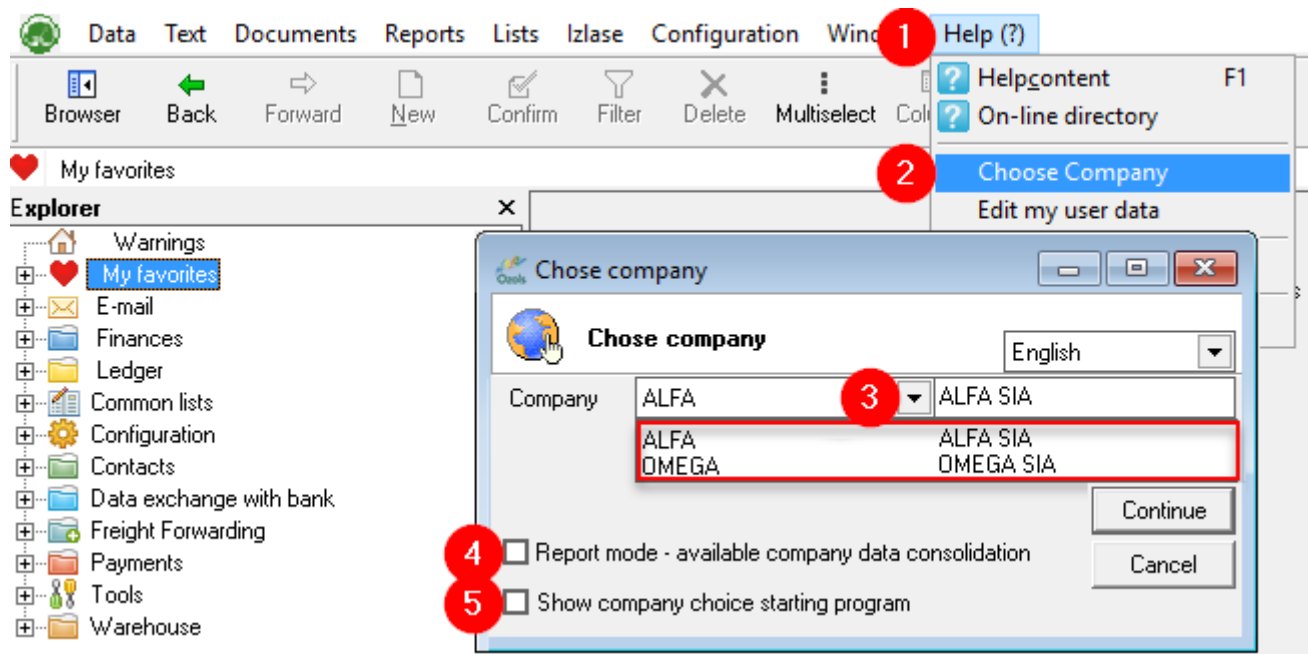 Data Text Documents Reports Lists Izlase Configuration Wind 1 Help (?)
Browser Back Forward New Confirm Filter Delete Multiselect Colu
Helpcontent F1
On-line directory
My favorites
2 Choose Company
Edit my user data
Explorer
Warnings
My favorites
E-mail
Finances
Ledger
Common lists
Configuration
Contacts
Data exchange with bank
Freight Forwarding
Payments
Tools
Warehouse
Ozols Chose company
Chose company
English
Company ALFA 3 ALFA SIA
ALFA ALFA SIA
OMEGA OMEGA SIA
Continue
4 Report mode - available company data consolidation
Cancel
5 Show company choice starting program
s